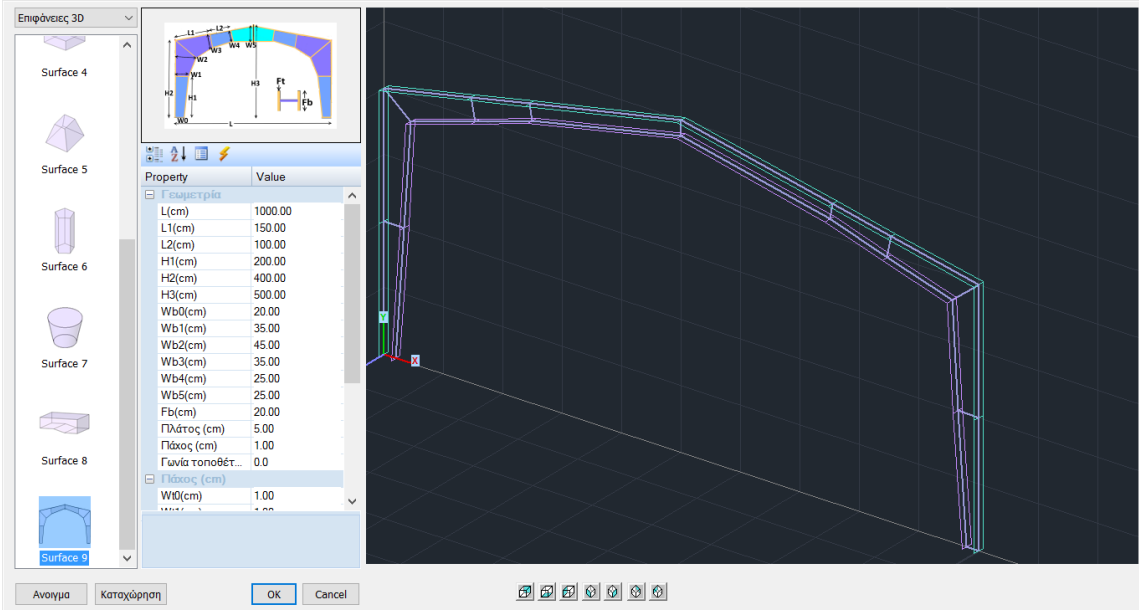 Επιφάνειες 3D
Surface 4
Surface 5
Surface 6
Surface 7
Surface 8
Surface 9
L1
L2
W3
W4
W5
W2
W1
H2
H1
H3
Ft
Fb
W0
L
Property Value
Γεωμετρία
L(cm) 1000.00
L1(cm) 150.00
L2(cm) 100.00
H1(cm) 200.00
H2(cm) 400.00
H3(cm) 500.00
Wb0(cm) 20.00
Wb1(cm) 35.00
Wb2(cm) 45.00
Wb3(cm) 35.00
Wb4(cm) 25.00
Wb5(cm) 25.00
Fb(cm) 20.00
Πλάτος (cm) 5.00
Πάχος (cm) 1.00
Γωνία τοποθέτ... 0.0
Πάχος (cm)
Wt0(cm) 1.00
Y
X
Ανοιγμα
Καταχώρηση
OK
Cancel